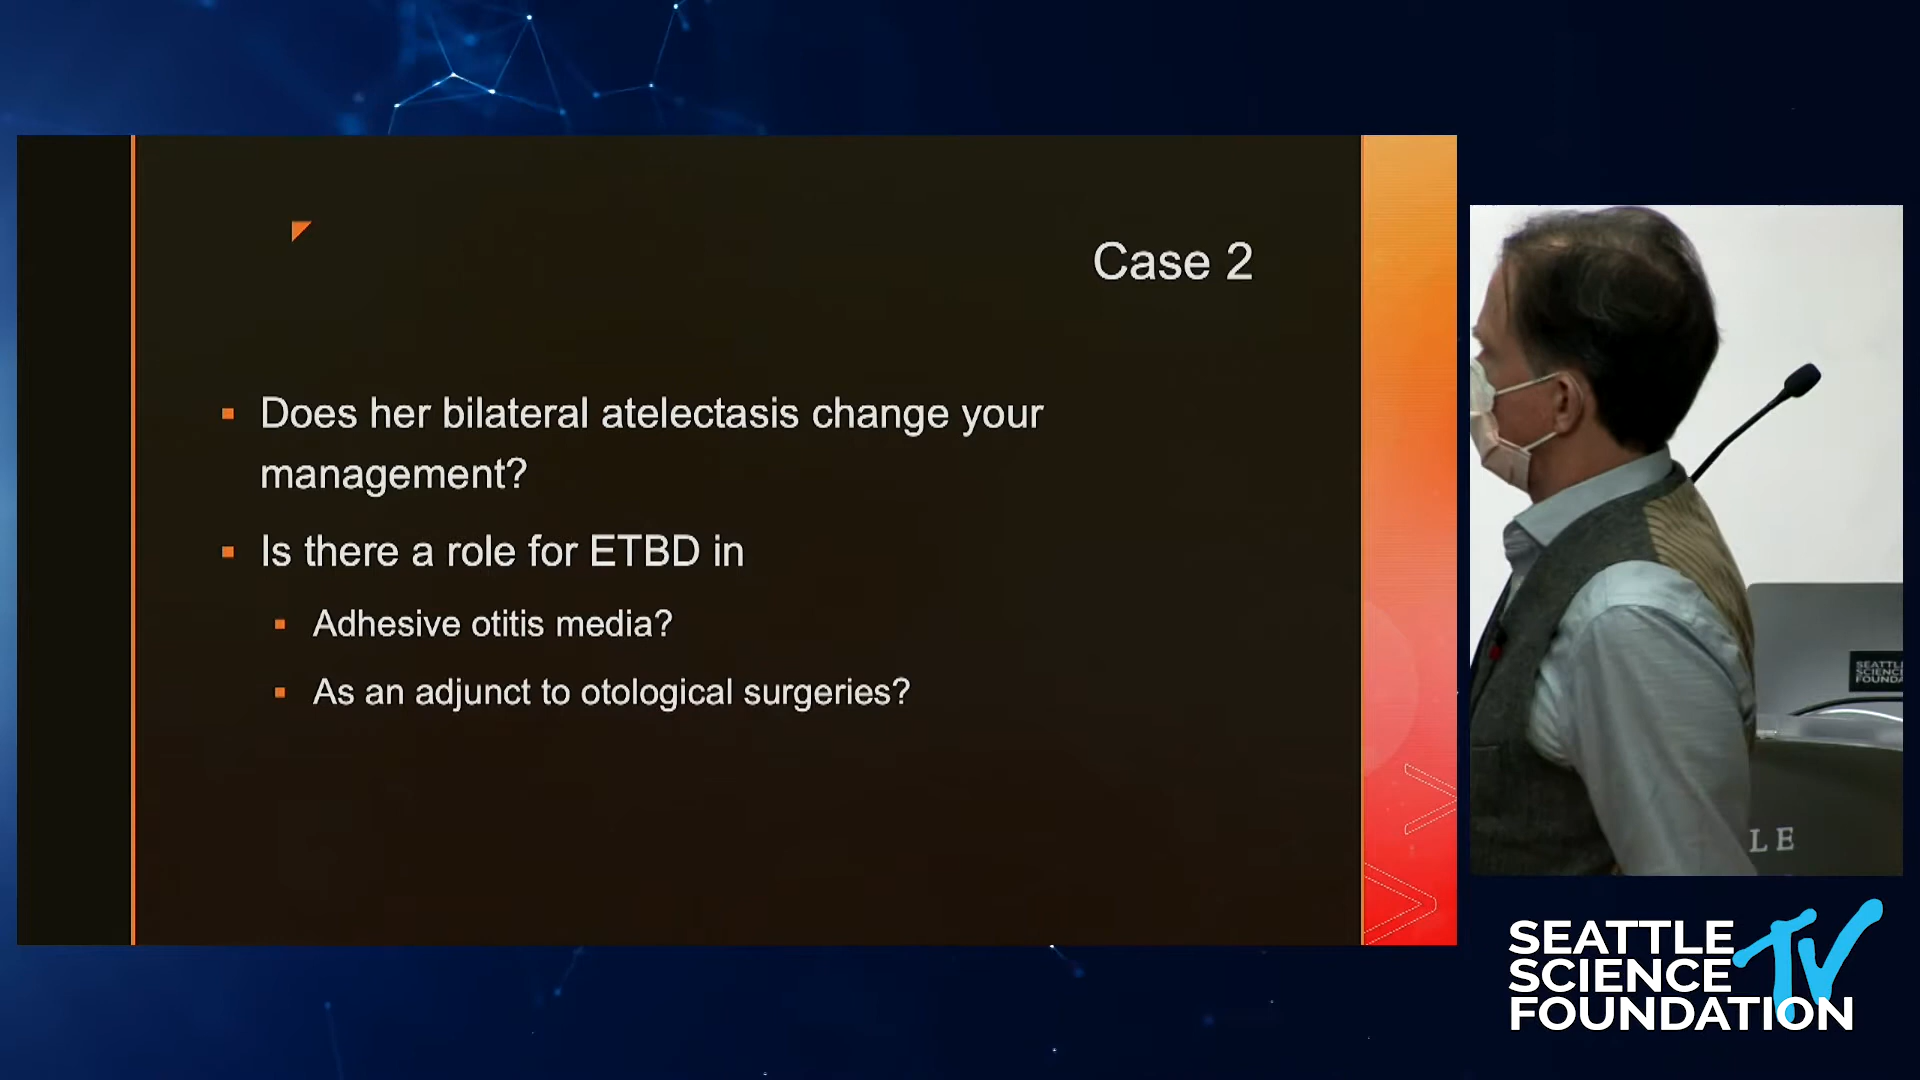 Case 2
Does her bilateral atelectasis change your
management?
Is there a role for ETBD in
Adhesive otitis media?
As an adjunct to otological surgeries?
SEATTLE
SCIENCE
FOUNDATION
TV
LE